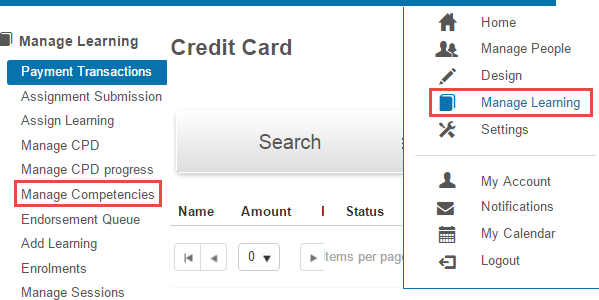 Manage Learning
Payment Transactions
Assignment Submission
Assign Learning
Manage CPD
Manage CPD progress
Manage Competencies
Endorsement Queue
Add Learning
Enrolments
Manage Sessions
Credit Card
Search
Name Amount Status
0 items per page
Home
Manage People
Design
Manage Learning
Settings
My Account
Notifications
My Calendar
Logout